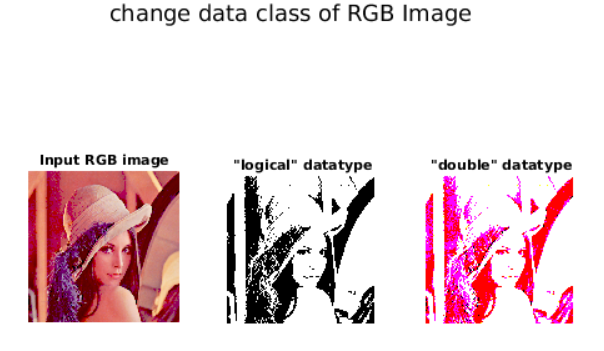 change data class of RGB Image
Input RGB image
"logical" datatype
"double" datatype